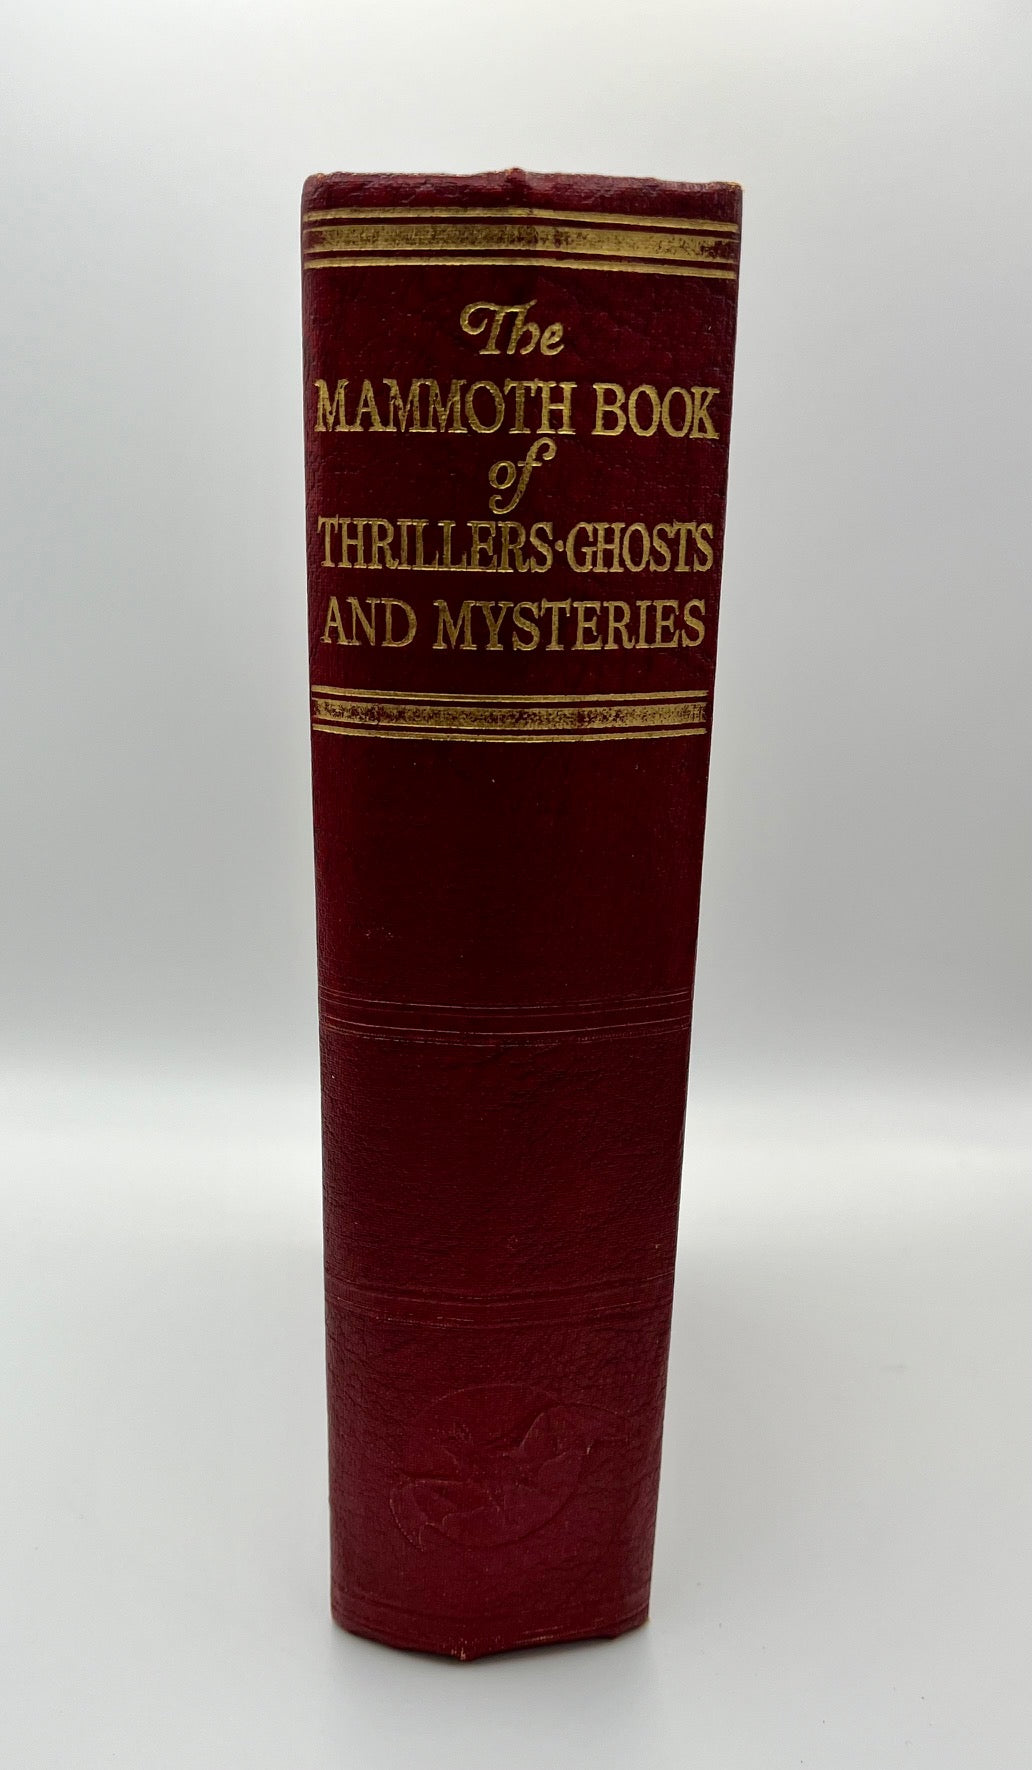 The
MAMMOTH BOOK
of
THRILLERS·GHOSTS
AND MYSTERIES